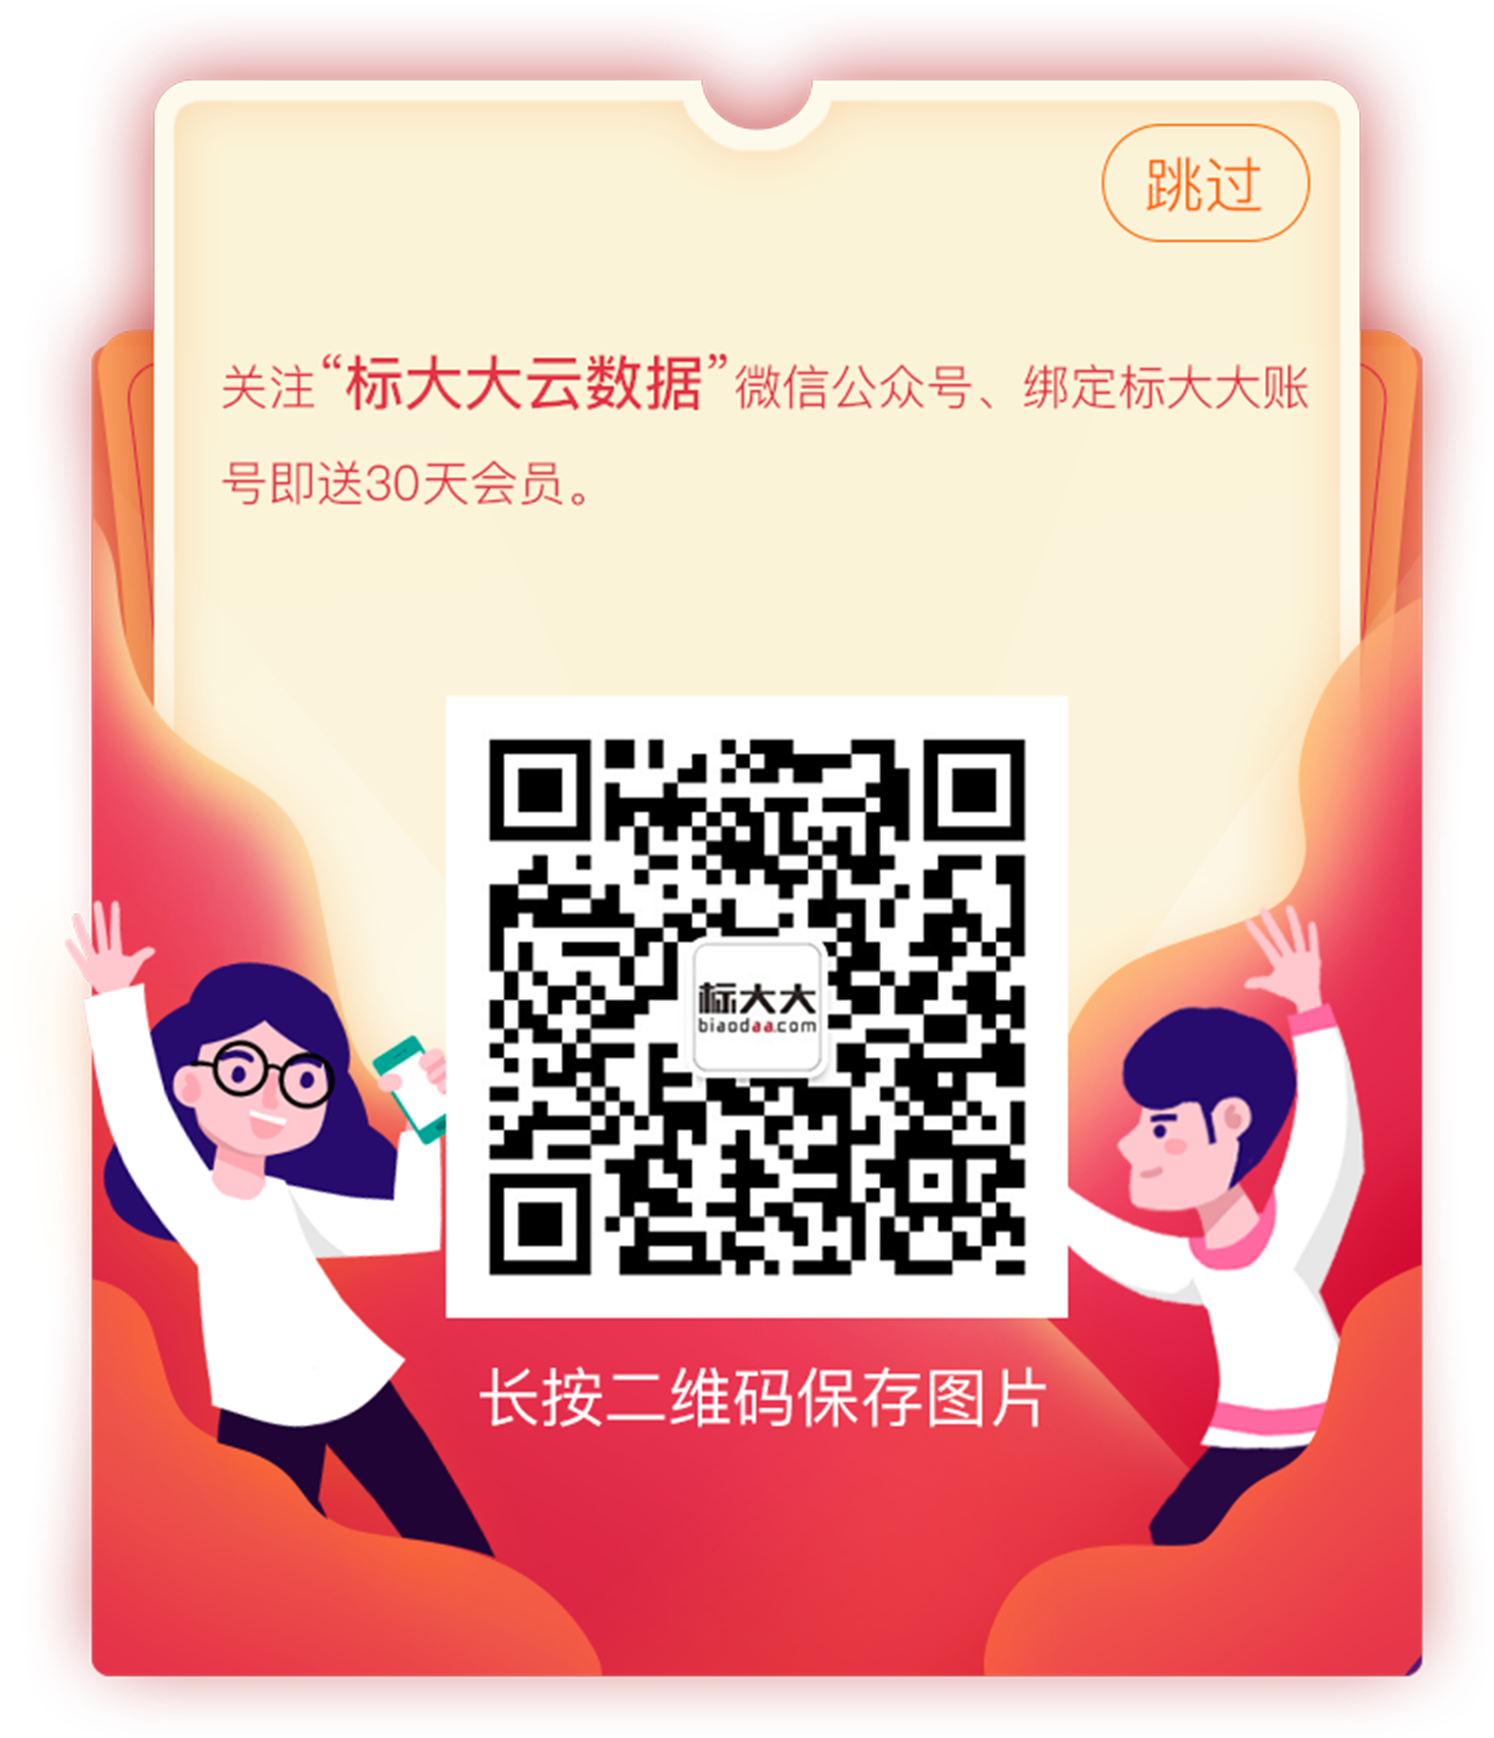 跳过
关注“标大大云数据”微信公众号、绑定标大大账
号即送30天会员。
标大大
biaodaa.com
长按二维码保存图片